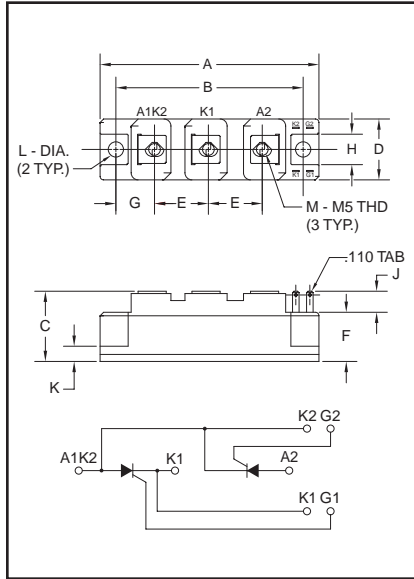 A
B
A1K2 K1 A2
K2 G2
K1 G1
L - DIA.
(2 TYP.)
H D
G E E
M - M5 THD
(3 TYP.)
.110 TAB
J
C
F
K
K2 G2
A1K2 K1 A2
K1 G1